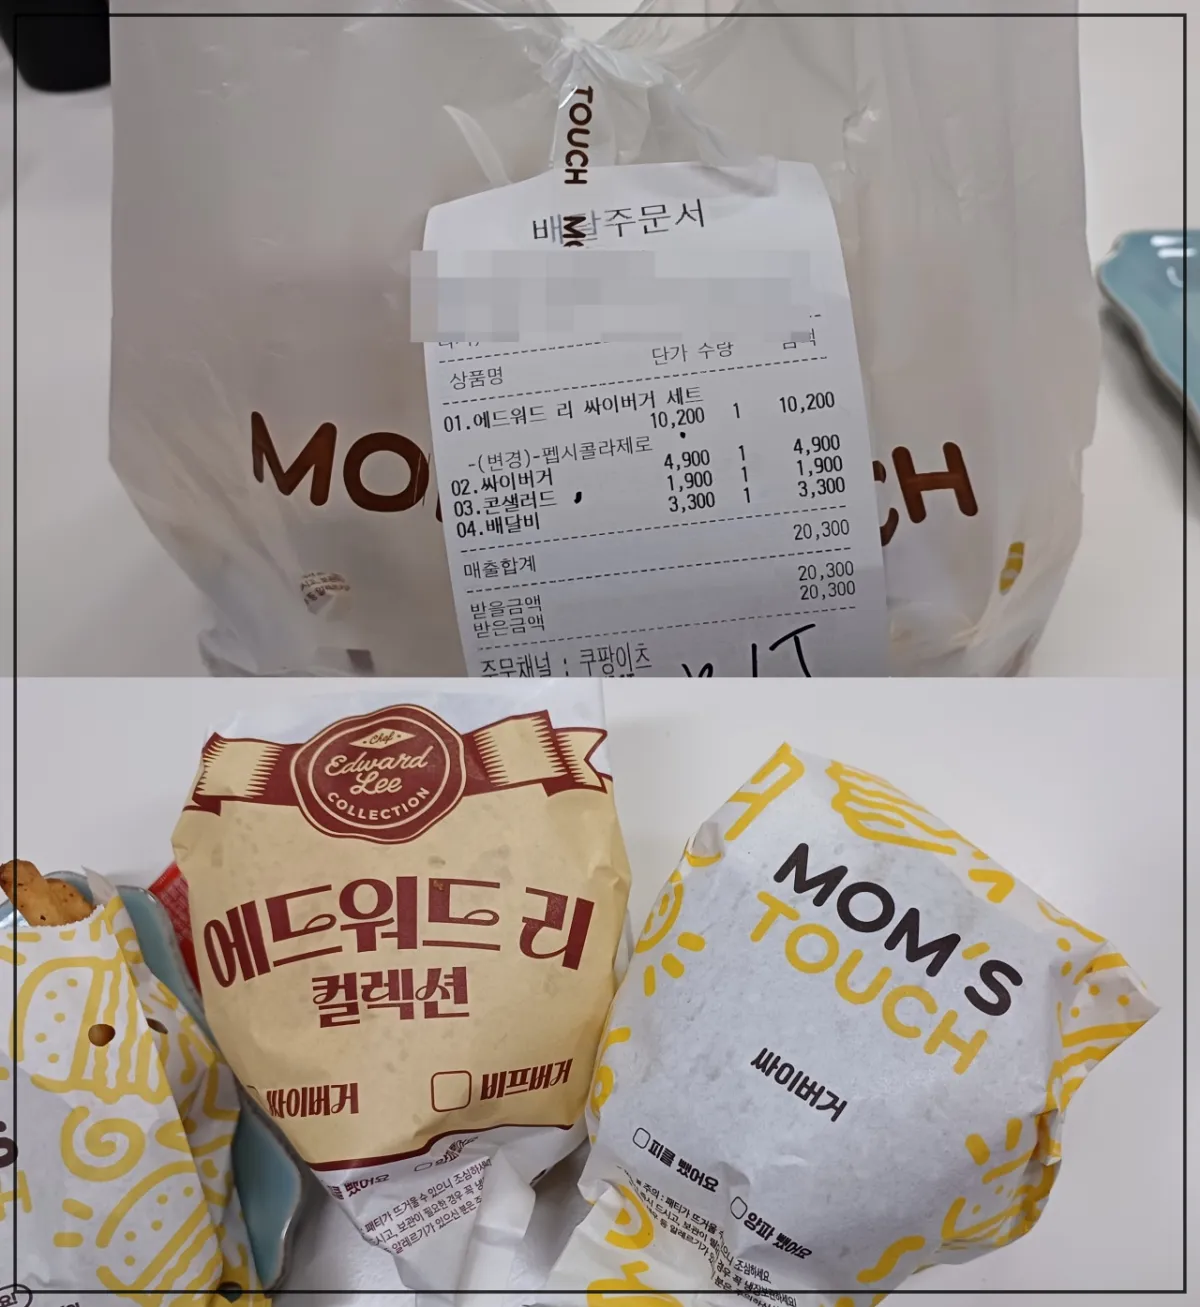 TOUCH MO
배달주문서
상품명 단가 수량 금액
01.에드워드 리 싸이버거 세트
10,200 1 10,200
-(변경)-펩시콜라제로
02.싸이버거 4,900 1 4,900
03.콘샐러드 1,900 1 1,900
04.배달비 3,300 1 3,300
매출합계 20,300
받을금액 20,300
받은금액 20,300
주문채널 : 쿠팡이츠
MO
CH
Chef
Edward
Lee
COLLECTION
에드워드 리
컬렉션
싸이버거
비프버거
MOM'S
TOUCH
싸이버거
피클 뺐어요
양파 뺐어요